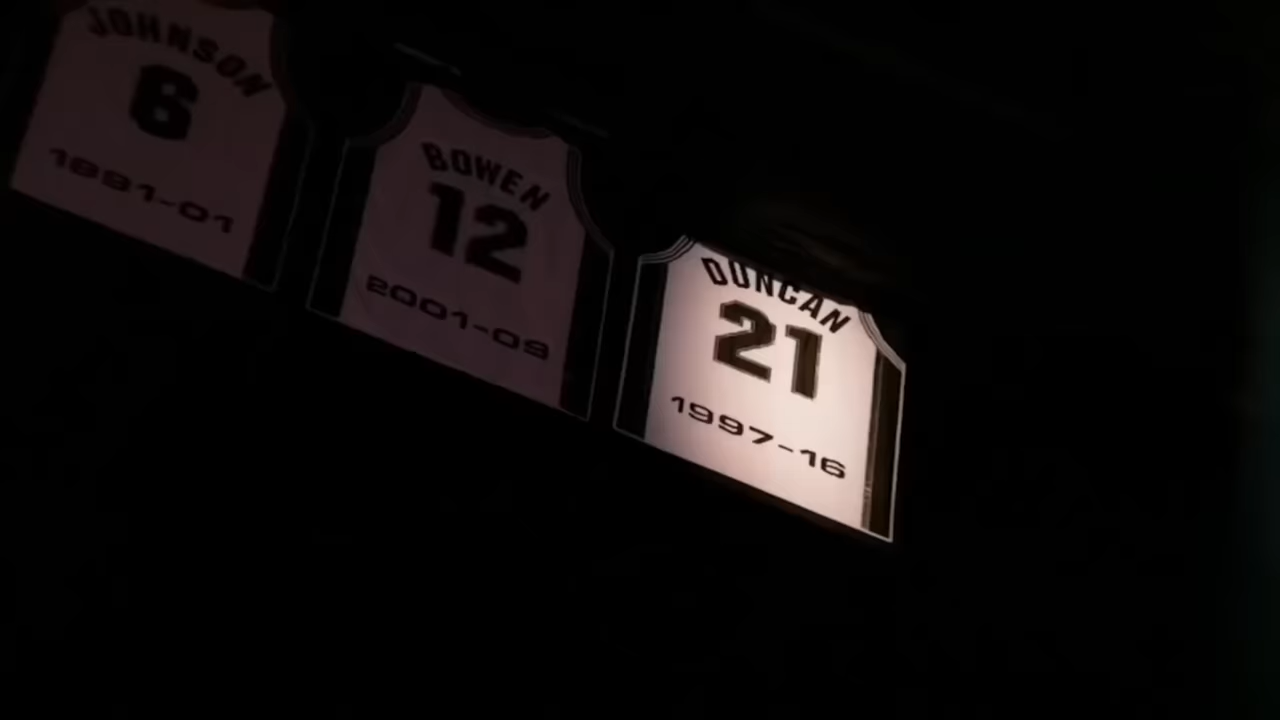 JOHNSON
6
1991-01
BOWEN
12
2001-09
DUNCAN
21
1997-16